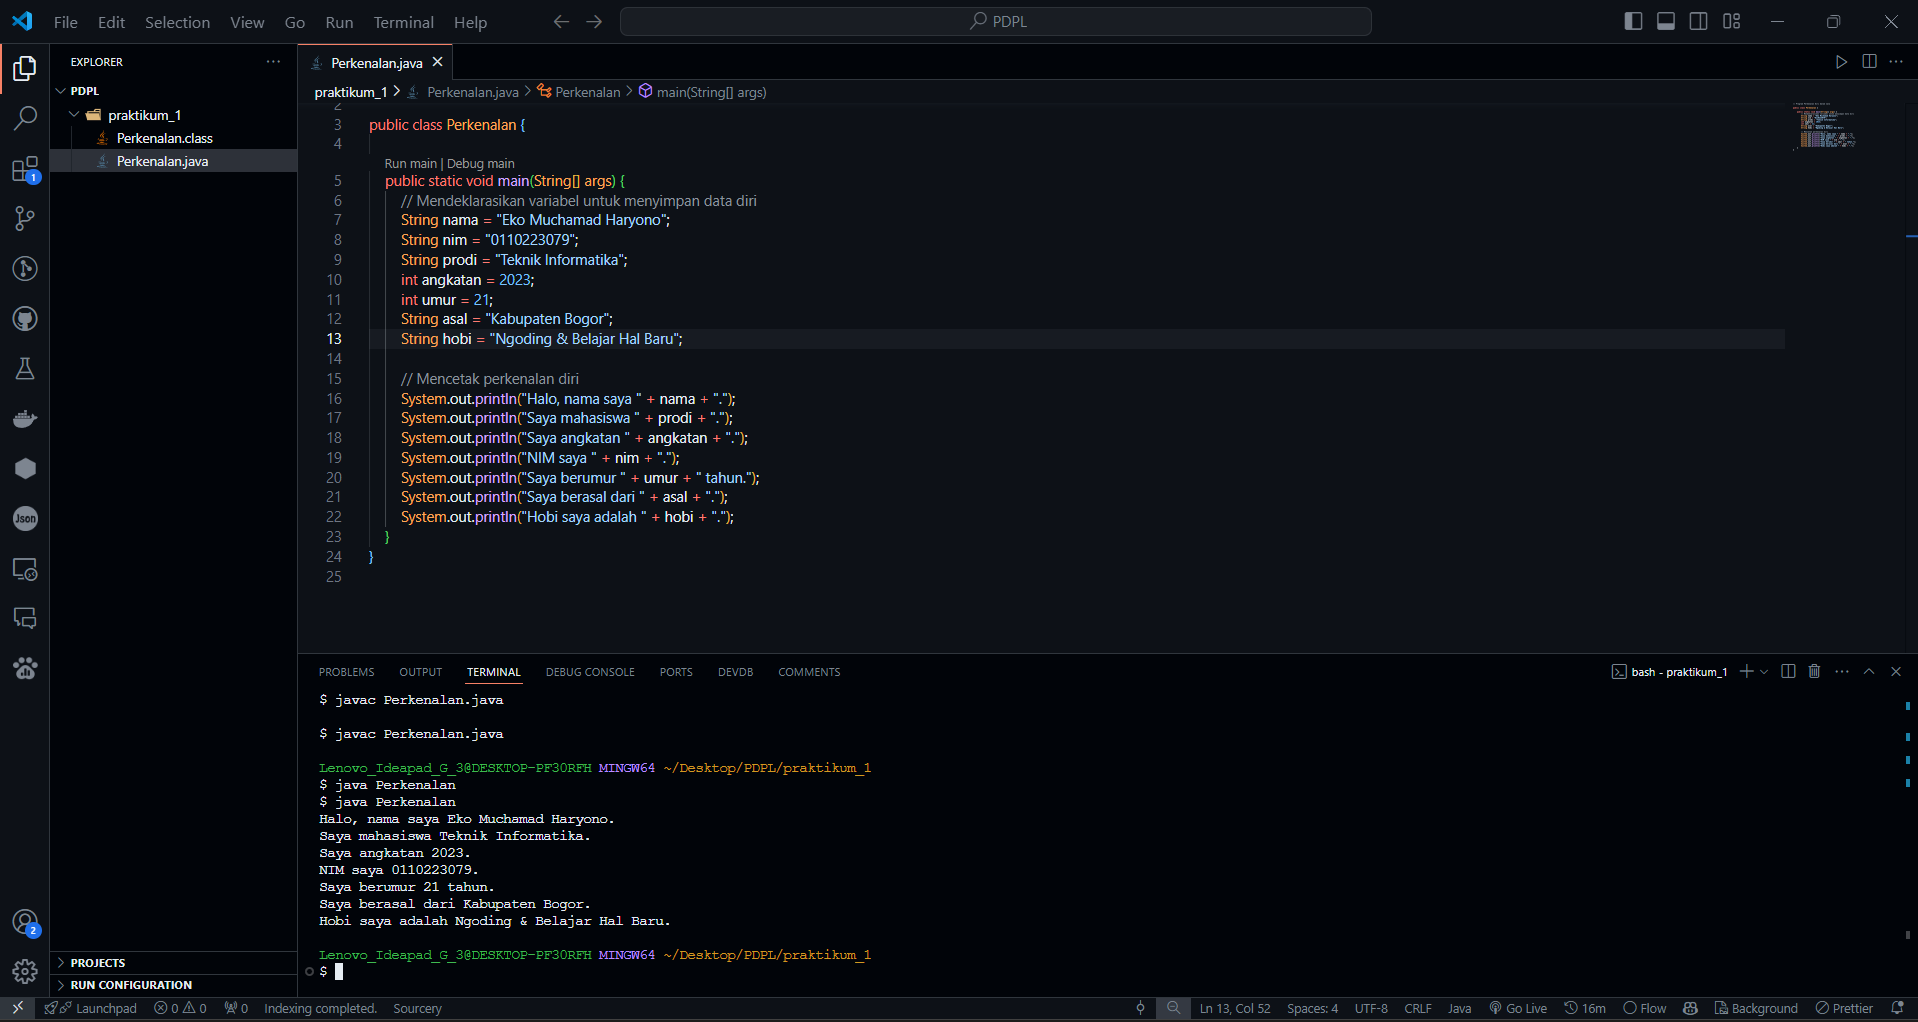 File Edit Selection View Go Run Terminal Help
PDPL
EXPLORER
PDPL
praktikum_1
Perkenalan.class
Perkenalan.java
PROJECTS
RUN CONFIGURATION
Perkenalan.java
praktikum_1 > Perkenalan.java > Perkenalan > main(String[] args)
2
3 public class Perkenalan {
4
Run main | Debug main
5 public static void main(String[] args) {
6 // Mendeklarasikan variabel untuk menyimpan data diri
7 String nama = "Eko Muchamad Haryono";
8 String nim = "0110223079";
9 String prodi = "Teknik Informatika";
10 int angkatan = 2023;
11 int umur = 21;
12 String asal = "Kabupaten Bogor";
13 String hobi = "Ngoding & Belajar Hal Baru";
14
15 // Mencetak perkenalan diri
16 System.out.println("Halo, nama saya " + nama + ".");
17 System.out.println("Saya mahasiswa " + prodi + ".");
18 System.out.println("Saya angkatan " + angkatan + ".");
19 System.out.println("NIM saya " + nim + ".");
20 System.out.println("Saya berumur " + umur + " tahun.");
21 System.out.println("Saya berasal dari " + asal + ".");
22 System.out.println("Hobi saya adalah " + hobi + ".");
23 }
24 }
25
PROBLEMS OUTPUT TERMINAL DEBUG CONSOLE PORTS DEVDB COMMENTS
bash - praktikum_1
$ javac Perkenalan.java
$ javac Perkenalan.java
Lenovo_Ideapad_G_3@DESKTOP-PF30RFH MINGW64 ~/Desktop/PDPL/praktikum_1
$ java Perkenalan
$ java Perkenalan
Halo, nama saya Eko Muchamad Haryono.
Saya mahasiswa Teknik Informatika.
Saya angkatan 2023.
NIM saya 0110223079.
Saya berumur 21 tahun.
Saya berasal dari Kabupaten Bogor.
Hobi saya adalah Ngoding & Belajar Hal Baru.
Lenovo_Ideapad_G_3@DESKTOP-PF30RFH MINGW64 ~/Desktop/PDPL/praktikum_1
$
1
Json
2
Launchpad 0 0 0 Indexing completed. Sourcery
Ln 13, Col 52 Spaces: 4 UTF-8 CRLF Java Go Live 16m Flow Background Prettier